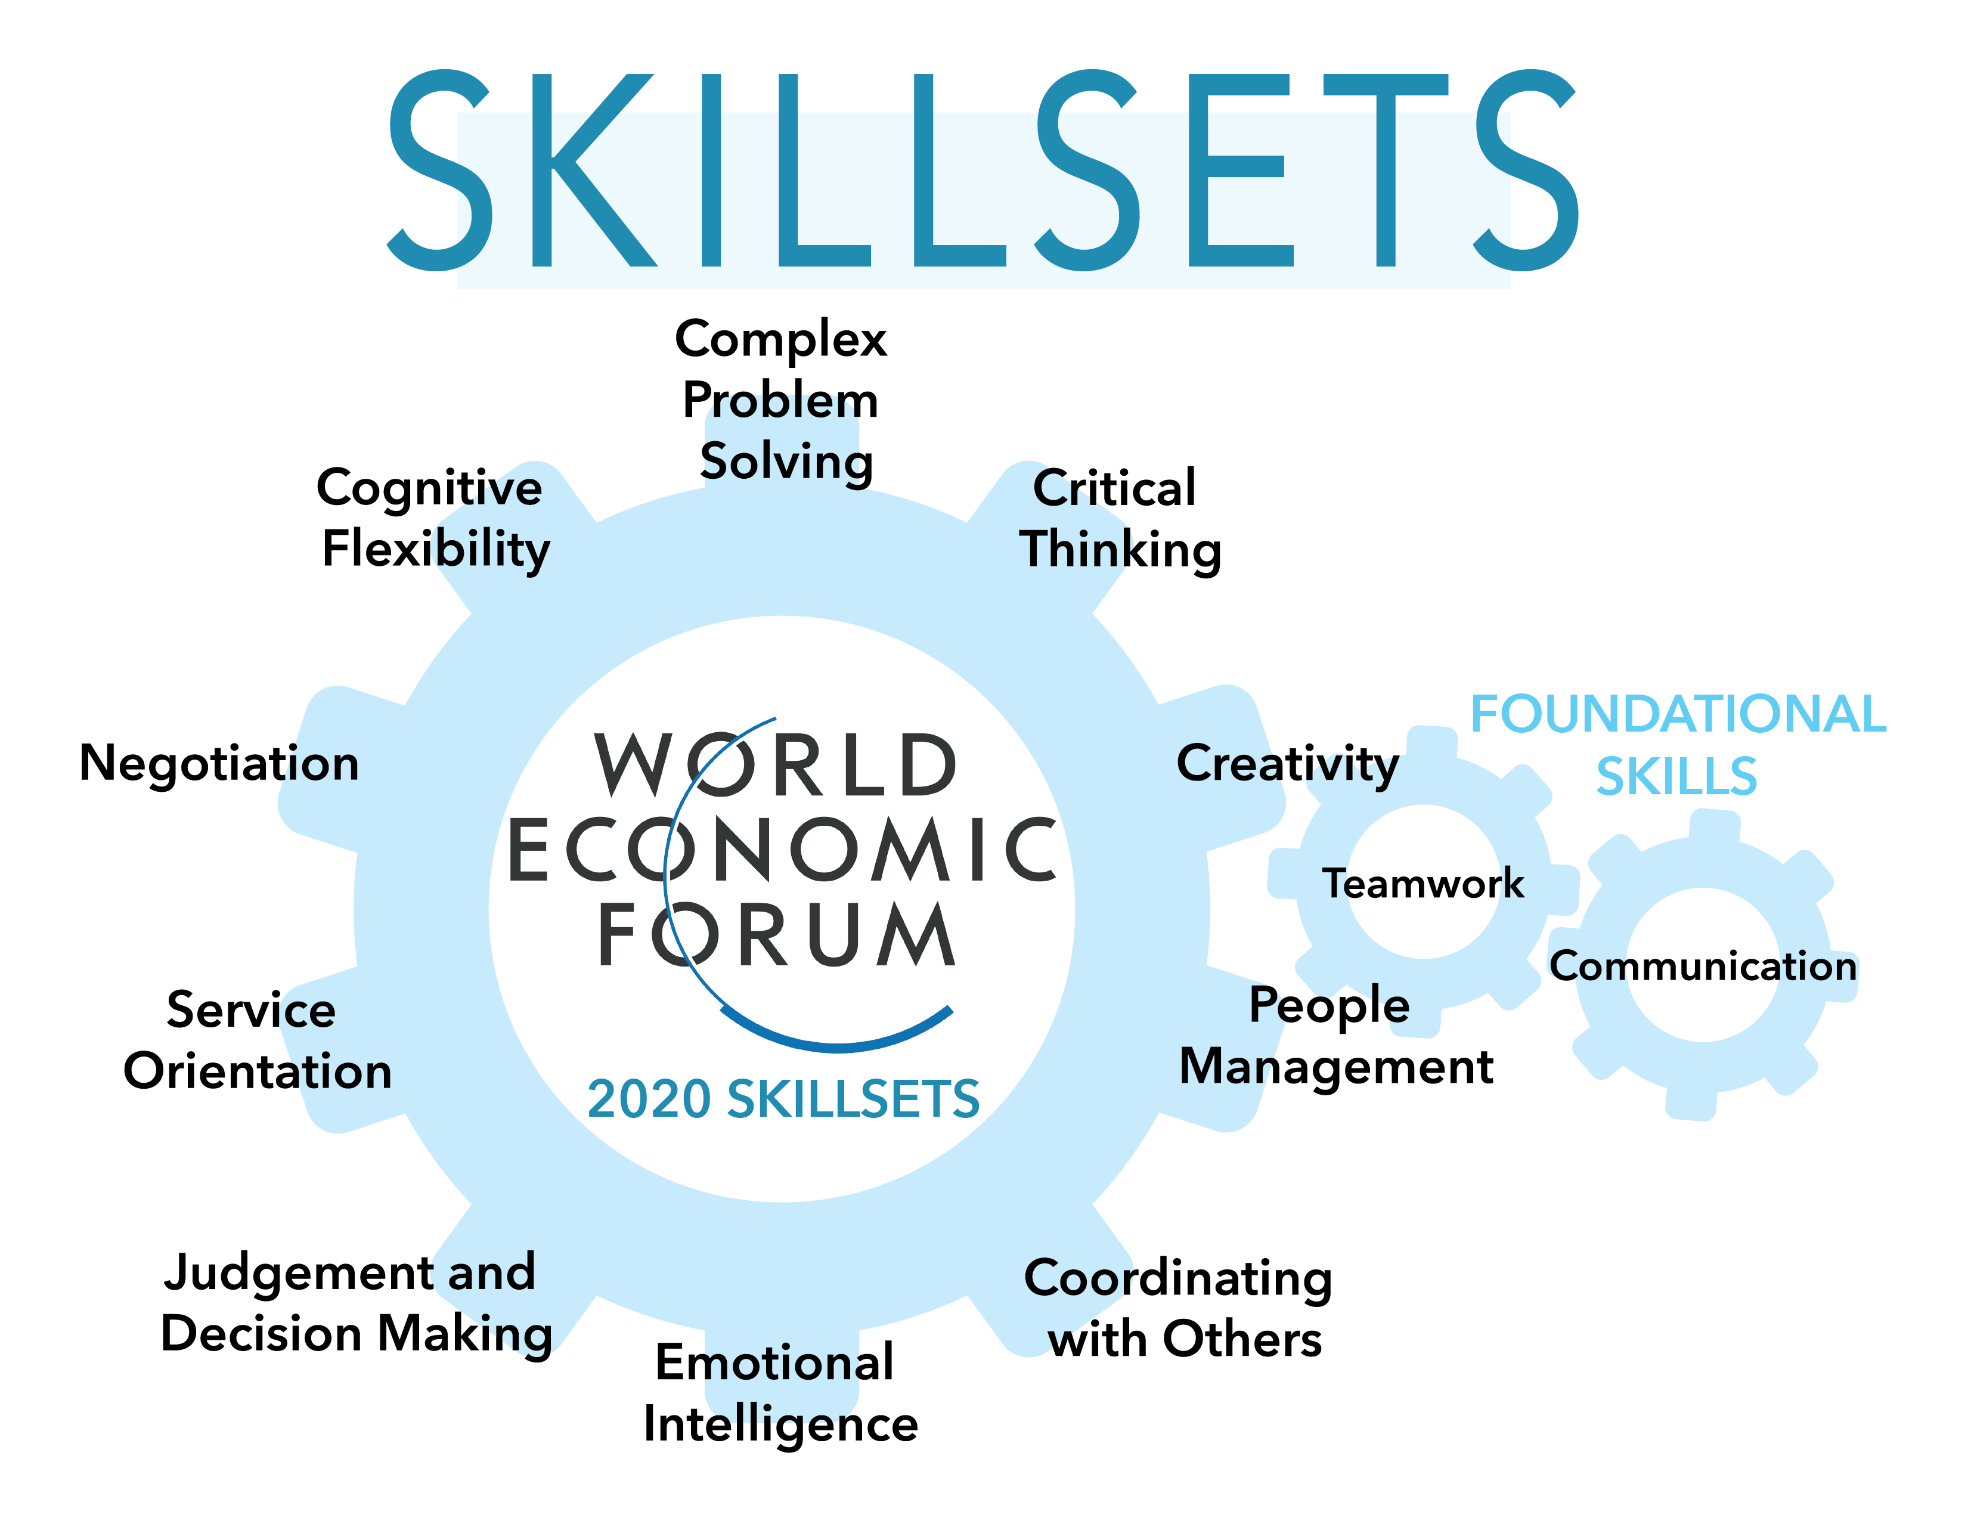 SKILLSETS
Complex
Problem
Solving
Cognitive
Flexibility
Critical
Thinking
Negotiation
Creativity
Service
Orientation
People
Management
Judgement and
Decision Making
Emotional
Intelligence
Coordinating
with Others
WORLD
ECONOMIC
FORUM
2020 SKILLSETS
FOUNDATIONAL
SKILLS
Teamwork
Communication